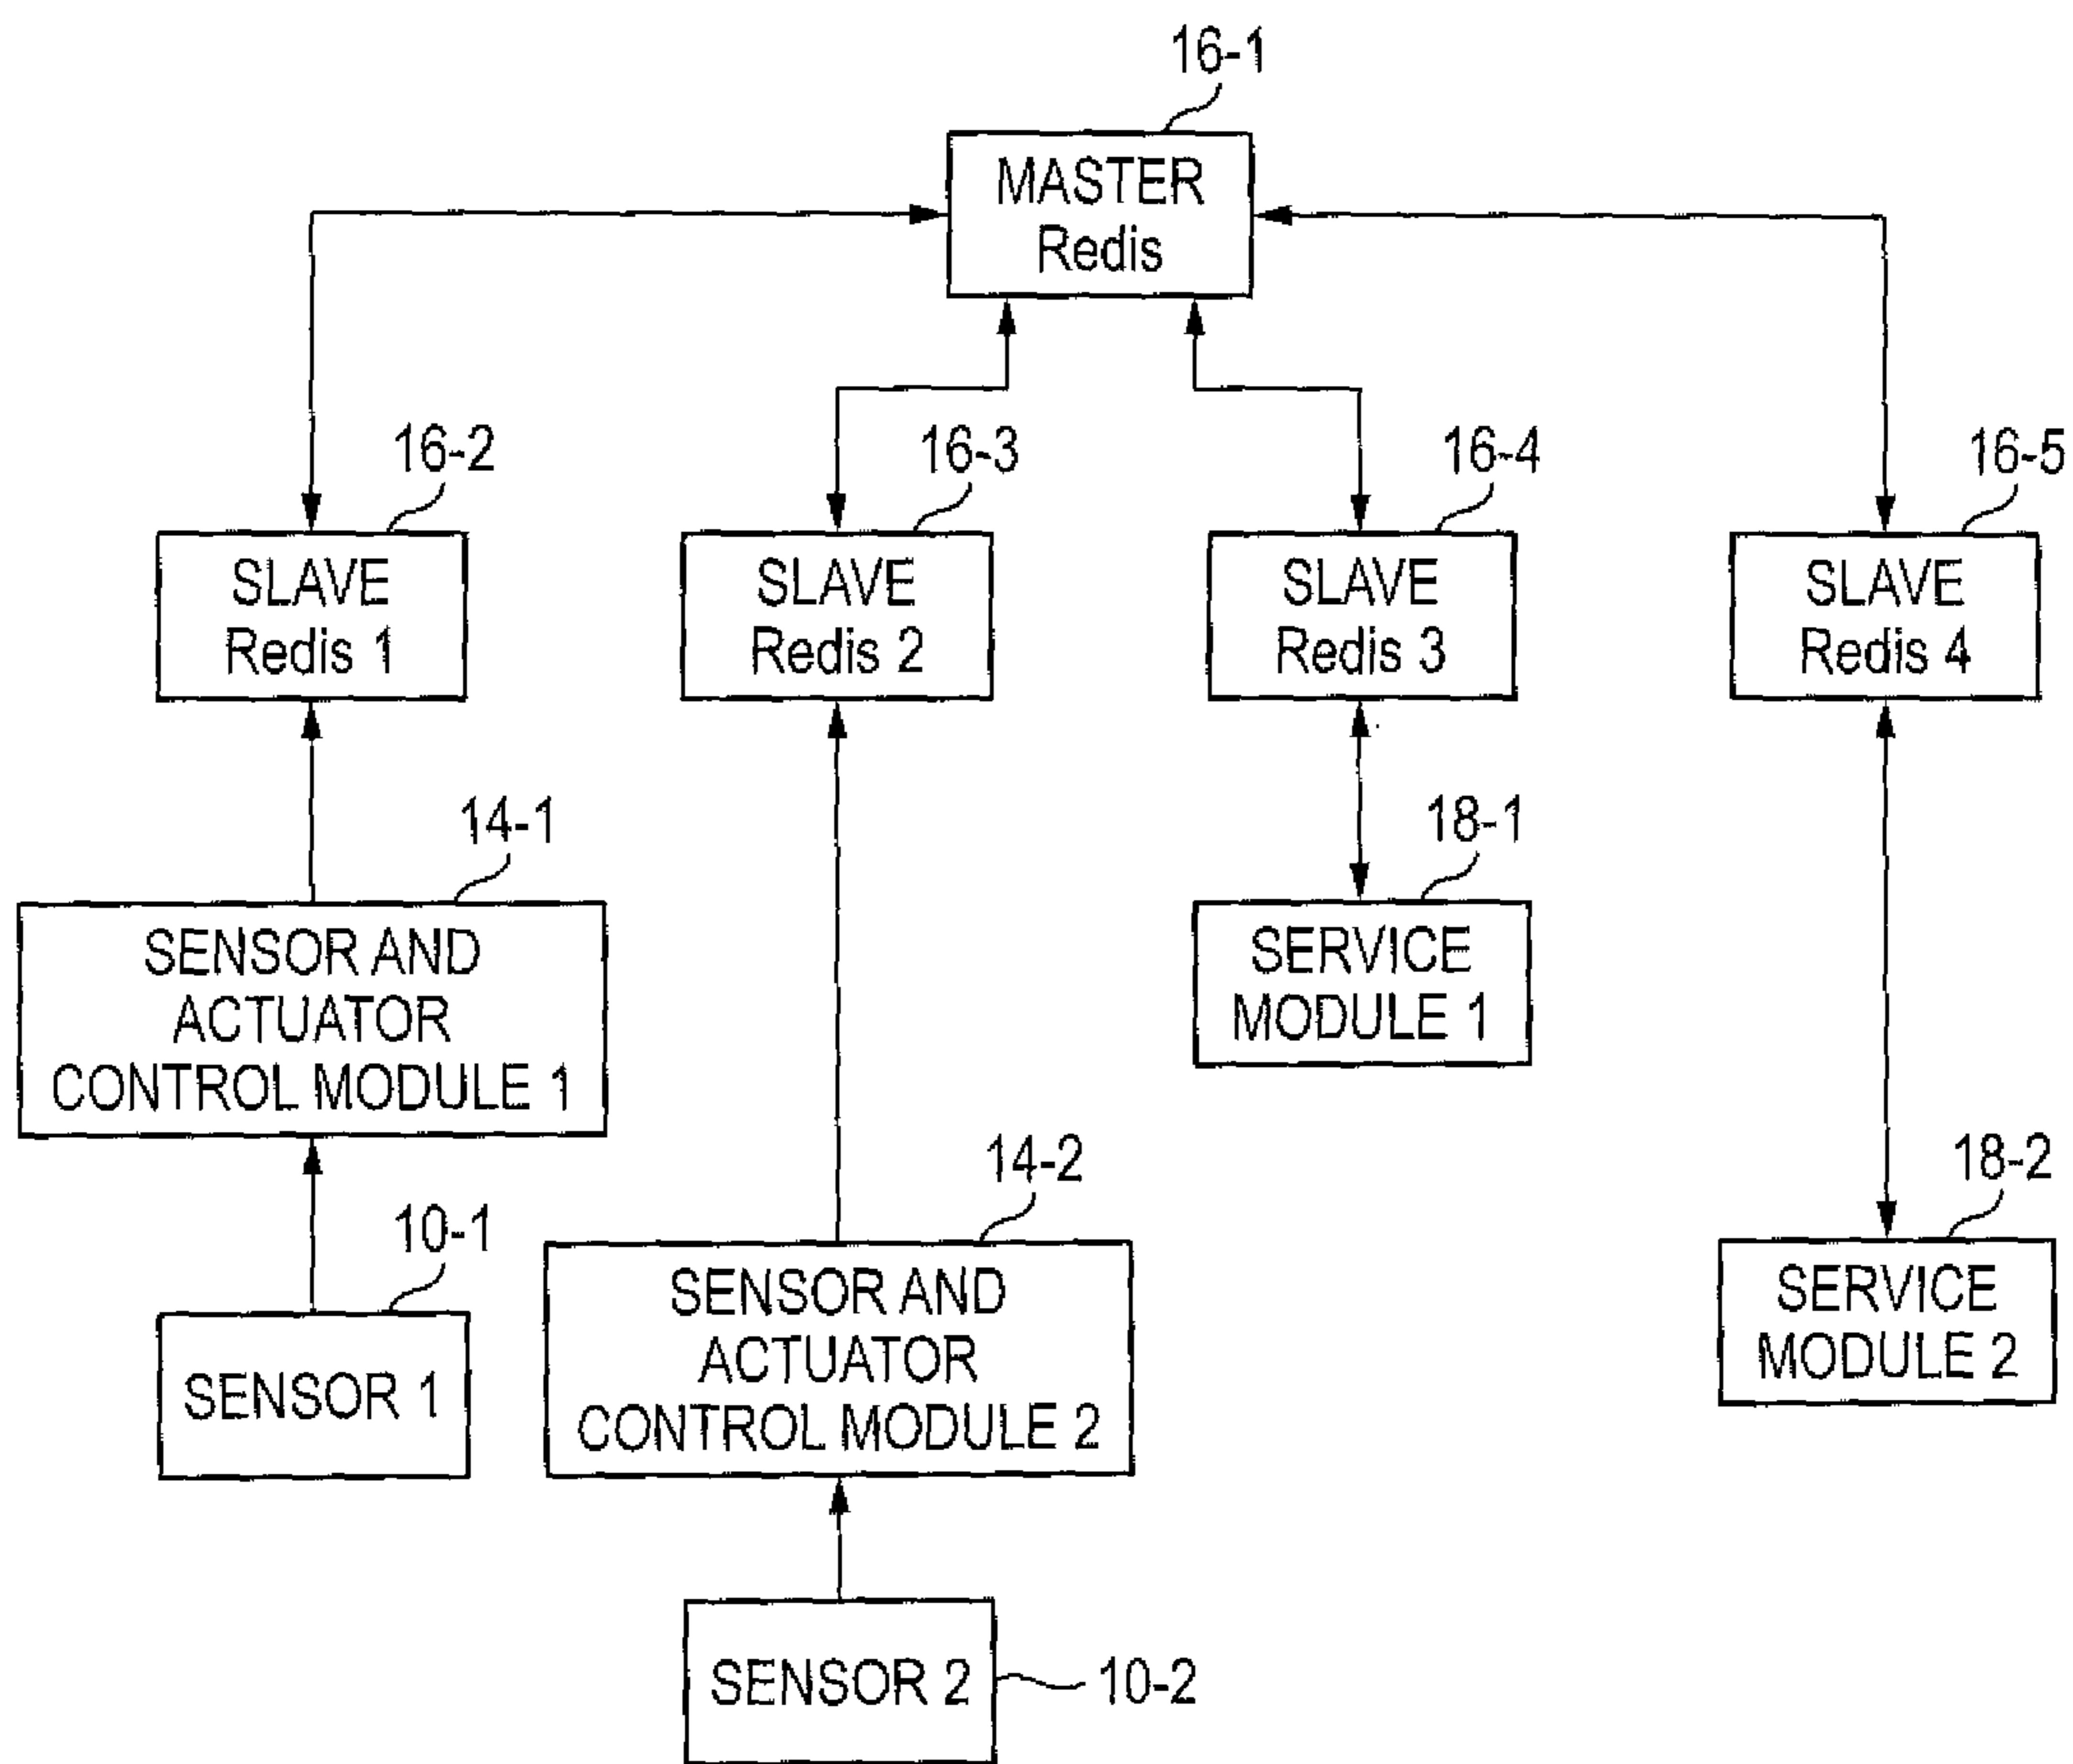 16-1
MASTER
Redis
16-2
16-3
16-4
16-5
SLAVE
Redis 1
SLAVE
Redis 2
SLAVE
Redis 3
SLAVE
Redis 4
14-1
18-1
SENSOR AND
ACTUATOR
CONTROL MODULE 1
SERVICE
MODULE 1
14-2
18-2
10-1
SENSOR 1
SENSOR AND
ACTUATOR
CONTROL MODULE 2
SERVICE
MODULE 2
SENSOR 2
10-2